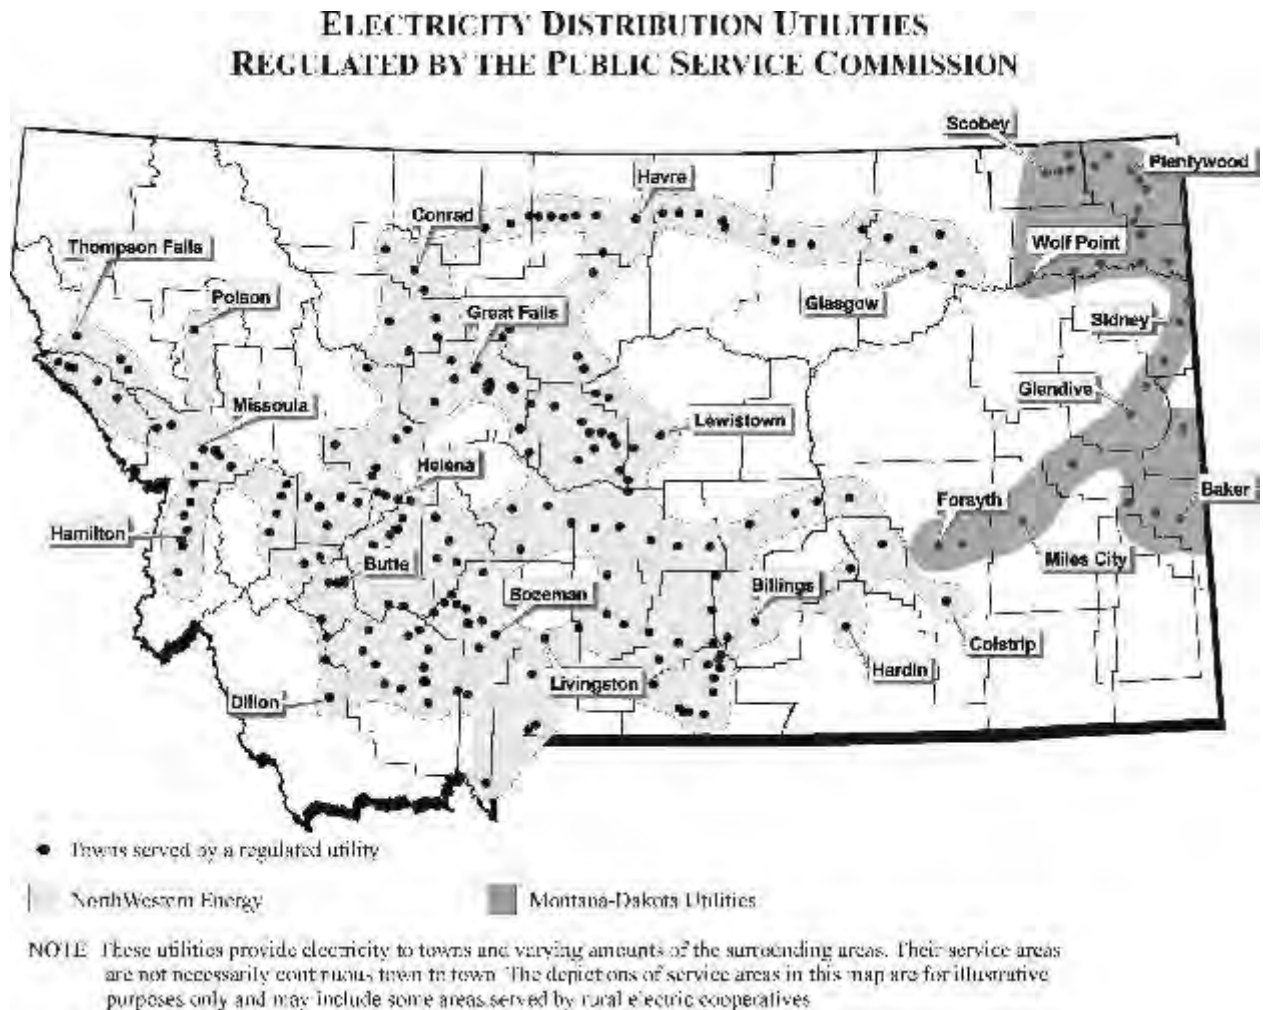 ELECTRICITY DISTRIBUTION UTILITIES
REGULATED BY THE PUBLIC SERVICE COMMISSION
Scobey
Plentywood
Havre
Conrad
Thompson Falls
Wolf Point
Polson
Glasgow
Great Falls
Sidney
Glendive
Missoula
Lewistown
Helena
Forsyth
Baker
Hamilton
Butte
Miles City
Bozeman
Billings
Colstrip
Hardin
Livingston
Dillon
Towns served by a regulated utility
NorthWestern Energy
Montana-Dakota Utilities
NOTE These utilities provide electricity to towns and varying amounts of the surrounding areas. Their service areas
are not necessarily continuous town to town. The depictions of service areas in this map are for illustrative
purposes only and may include some areas served by rural electric cooperatives